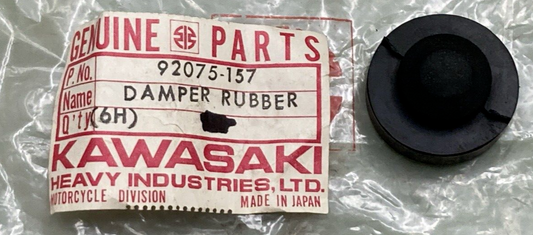 GENUINE PARTS
P. No. 92075-157
Name DAMPER RUBBER
Q'ty (6H)
KAWASAKI
HEAVY INDUSTRIES, LTD.
MOTORCYCLE DIVISION MADE IN JAPAN